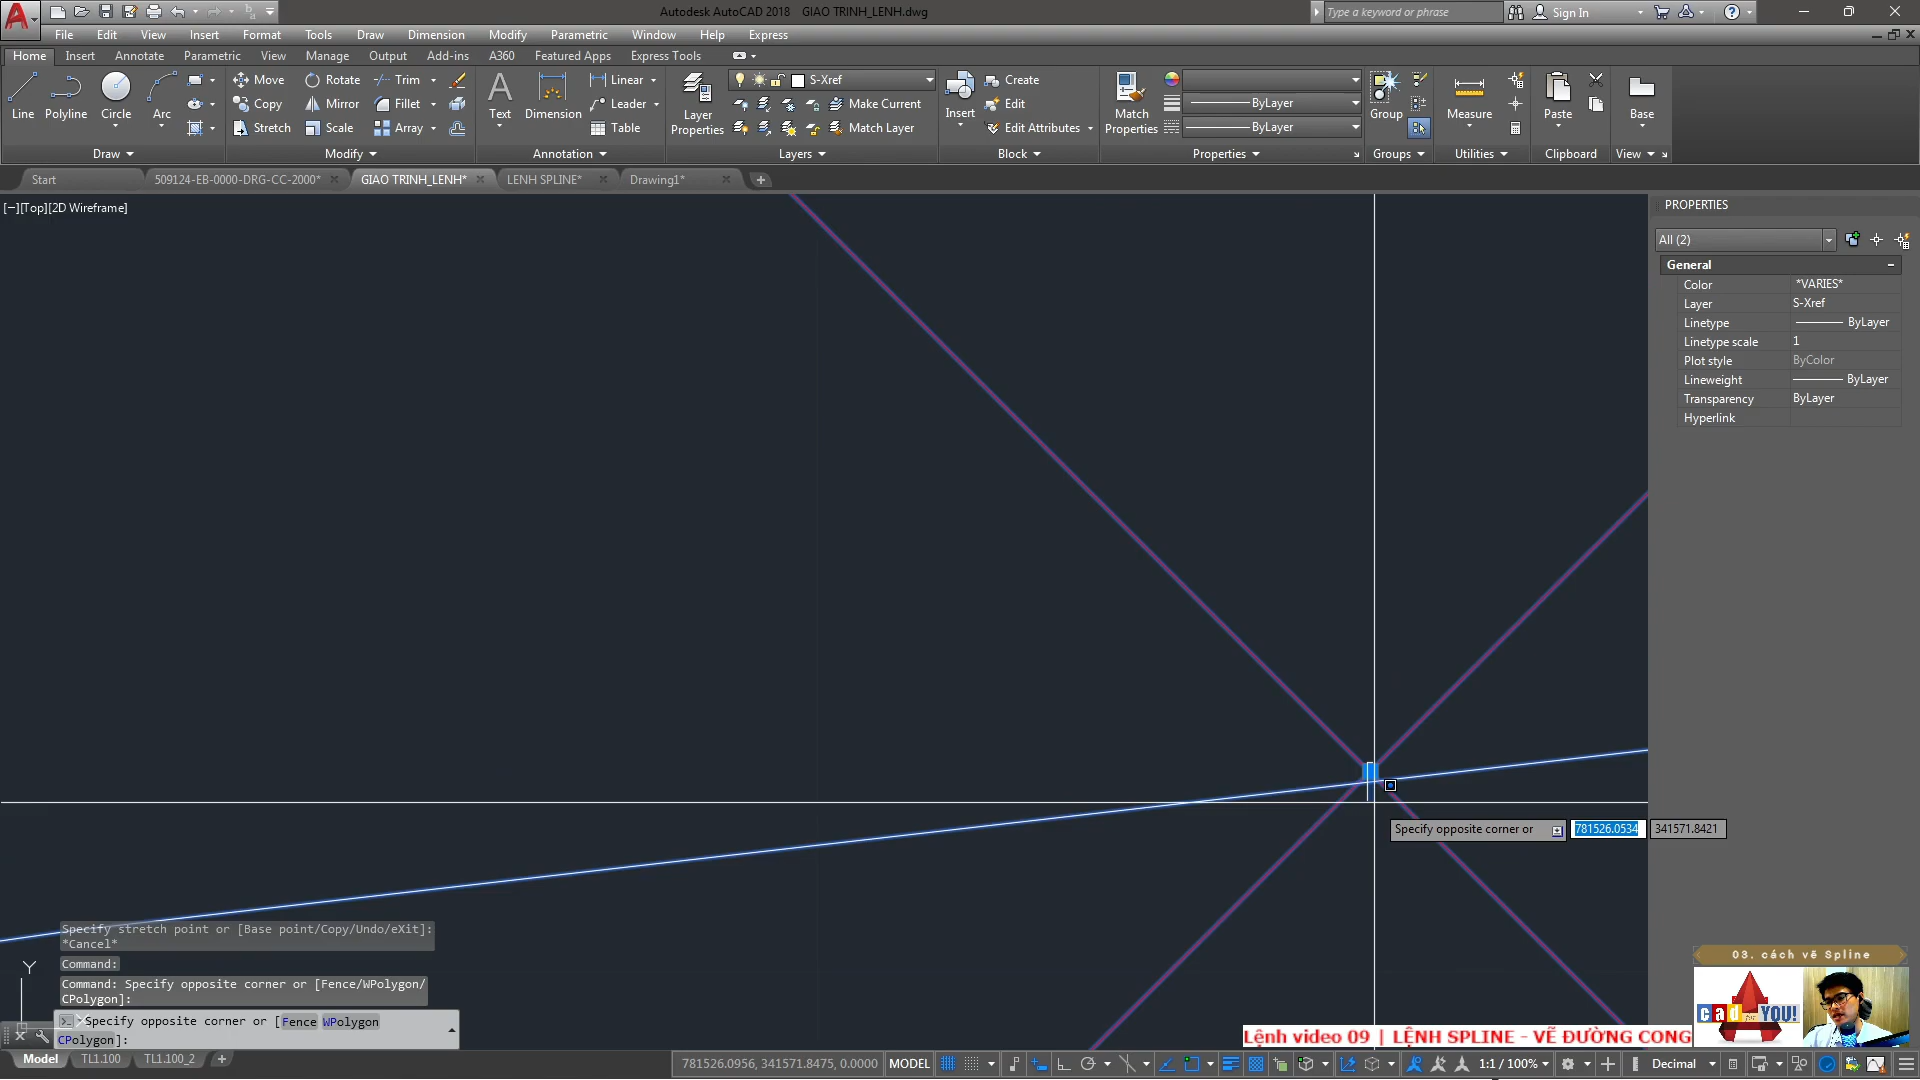 Autodesk AutoCAD 2018 GIAO TRINH_LENH.dwg
Type a keyword or phrase
Sign In
File Edit View Insert Format Tools Draw Dimension Modify Parametric Window Help Express
Home Insert Annotate Parametric View Manage Output Add-ins A360 Featured Apps Express Tools
Line Polyline Circle Arc
Move Rotate Trim
Copy Mirror Fillet
Stretch Scale Array
Text Dimension
Linear
Leader
Table
Layer
Properties
S-Xref
Make Current
Match Layer
Insert
Create
Edit
Edit Attributes
Match
Properties
ByLayer
ByLayer
Group
Measure
Paste
Base
Draw Modify Annotation Layers Block Properties Groups Utilities Clipboard View
Start 509124-EB-0000-DRG-CC-2000* GIAO TRINH_LENH* LENH SPLINE* Drawing1*
[−][Top][2D Wireframe]
PROPERTIES
All (2)
General
Color *VARIES*
Layer S-Xref
Linetype ByLayer
Linetype scale 1
Plot style ByColor
Lineweight ByLayer
Transparency ByLayer
Hyperlink
Specify opposite corner or 781526.0534 341571.8421
Specify stretch point or [Base point/Copy/Undo/eXit]:
*Cancel*
Command:
Command: Specify opposite corner or [Fence/WPolygon/
CPolygon]:
Specify opposite corner or [Fence WPolygon
CPolygon]:
Y
03. cách vẽ Spline
cad for YOU!
Lệnh video 09 | LỆNH SPLINE - VẼ ĐƯỜNG CONG
Model TL1.100 TL1.100_2
781526.0956, 341571.8475, 0.0000 MODEL
1:1 / 100%
Decimal